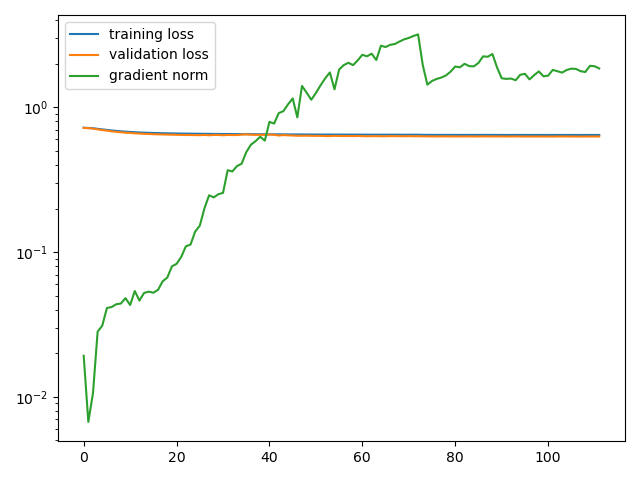 training loss
validation loss
gradient norm
10⁰
10⁻¹
10⁻²
0 20 40 60 80 100